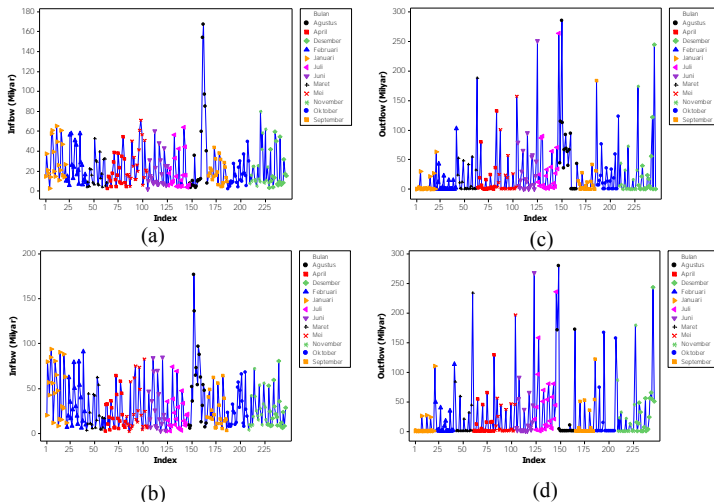 180
160
140
120
100
80
60
40
20
0
Inflow (Milyar)
1 25 50 75 100 125 150 175 200 225
Index
Bulan
Agustus
April
Desember
Februari
Januari
Juli
Juni
Maret
Mei
November
Oktober
September
(a)
300
250
200
150
100
50
0
Outflow (Milyar)
1 25 50 75 100 125 150 175 200 225
Index
Bulan
Agustus
April
Desember
Februari
Januari
Juli
Juni
Maret
Mei
November
Oktober
September
(c)
200
150
100
50
0
Inflow (Milyar)
1 25 50 75 100 125 150 175 200 225
Index
Bulan
Agustus
April
Desember
Februari
Januari
Juli
Juni
Maret
Mei
November
Oktober
September
(b)
300
250
200
150
100
50
0
Outflow (Milyar)
1 25 50 75 100 125 150 175 200 225
Index
Bulan
Agustus
April
Desember
Februari
Januari
Juli
Juni
Maret
Mei
November
Oktober
September
(d)